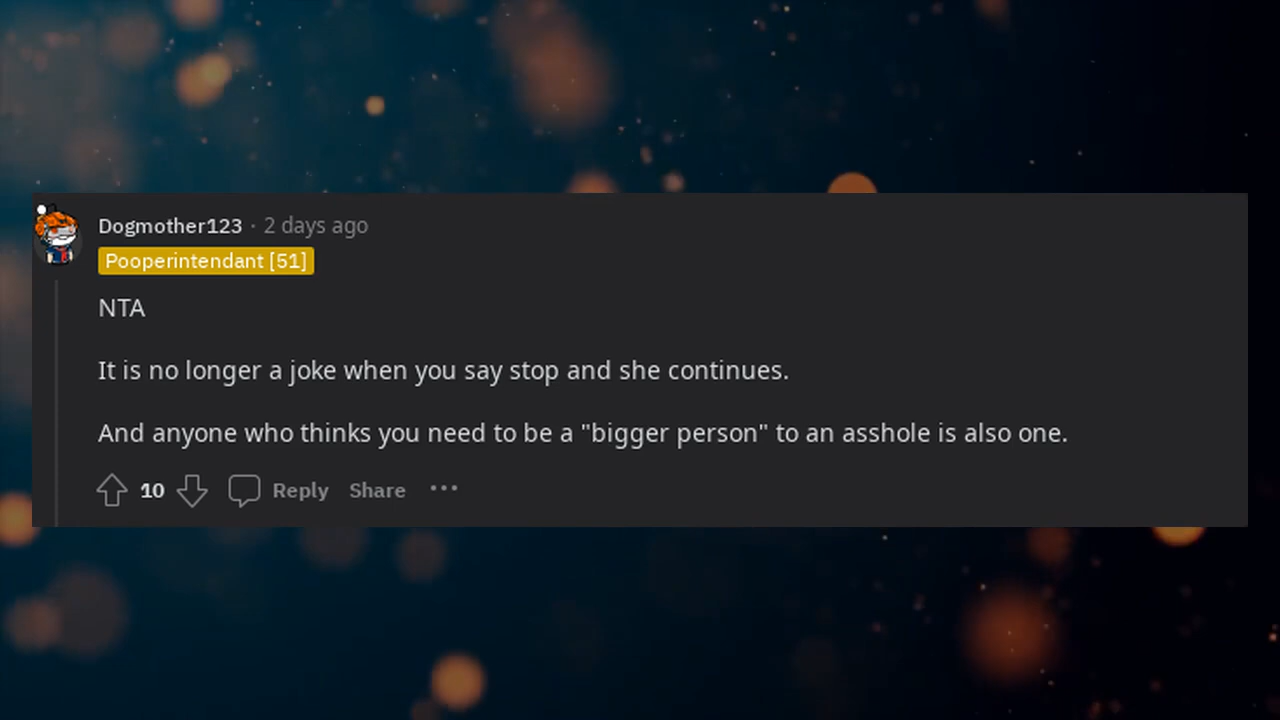 Dogmother123 · 2 days ago
Pooperintendant [51]
NTA
It is no longer a joke when you say stop and she continues.
And anyone who thinks you need to be a "bigger person" to an asshole is also one.
10 Reply Share ···